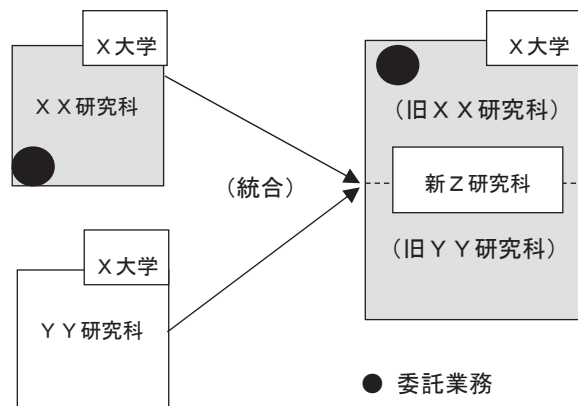 X大学
XX研究科
(統合)
X大学
YY研究科
X大学
(旧XX研究科)
新Z研究科
(旧YY研究科)
● 委託業務